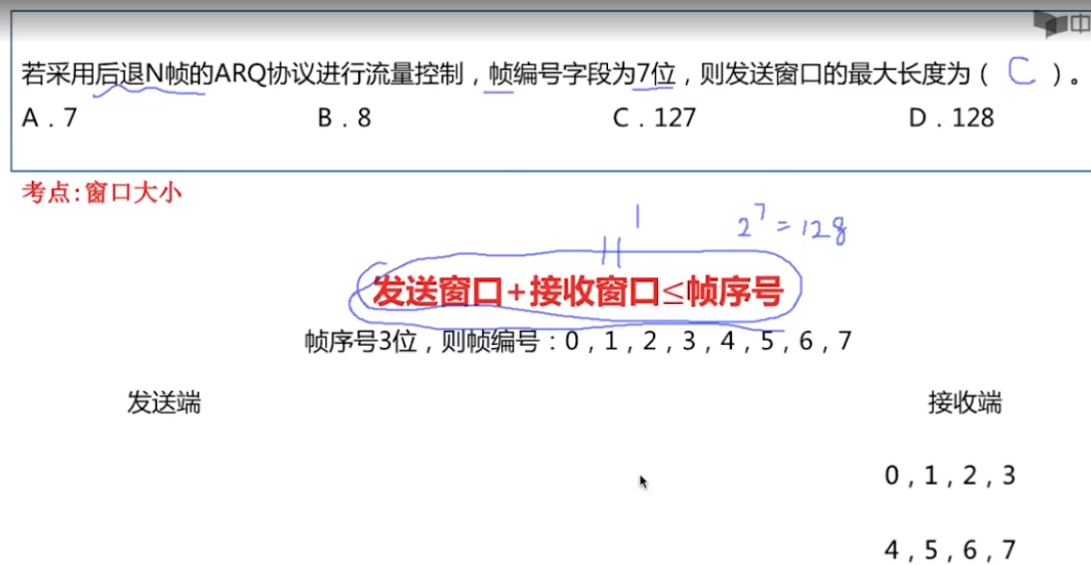 中
若采用后退N帧的ARQ协议进行流量控制，帧编号字段为7位，则发送窗口的最大长度为（ C ）。
A．7 B．8 C．127 D．128
考点:窗口大小
1 2^7 = 128
发送窗口+接收窗口≤帧序号
帧序号3位，则帧编号：0，1，2，3，4，5，6，7
发送端 接收端
0，1，2，3
4，5，6，7